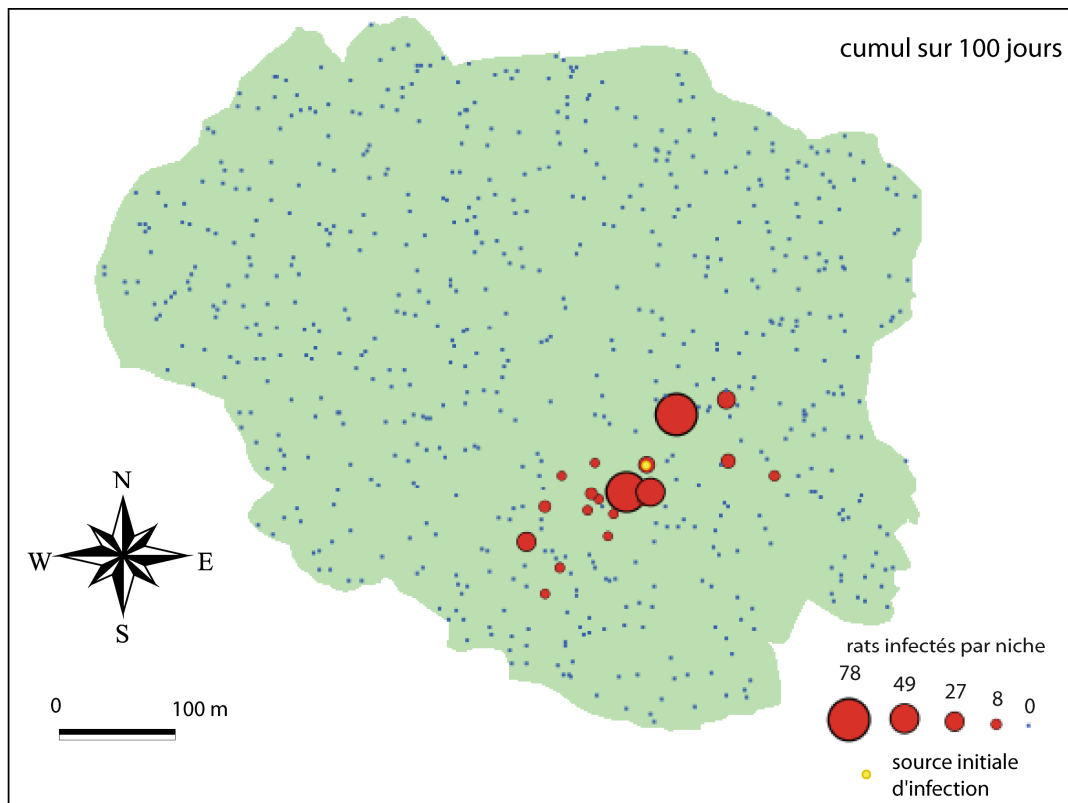 cumul sur 100 jours
N
W E
S
0 100 m
rats infectés par niche
78 49 27 8 0
source initiale
d'infection